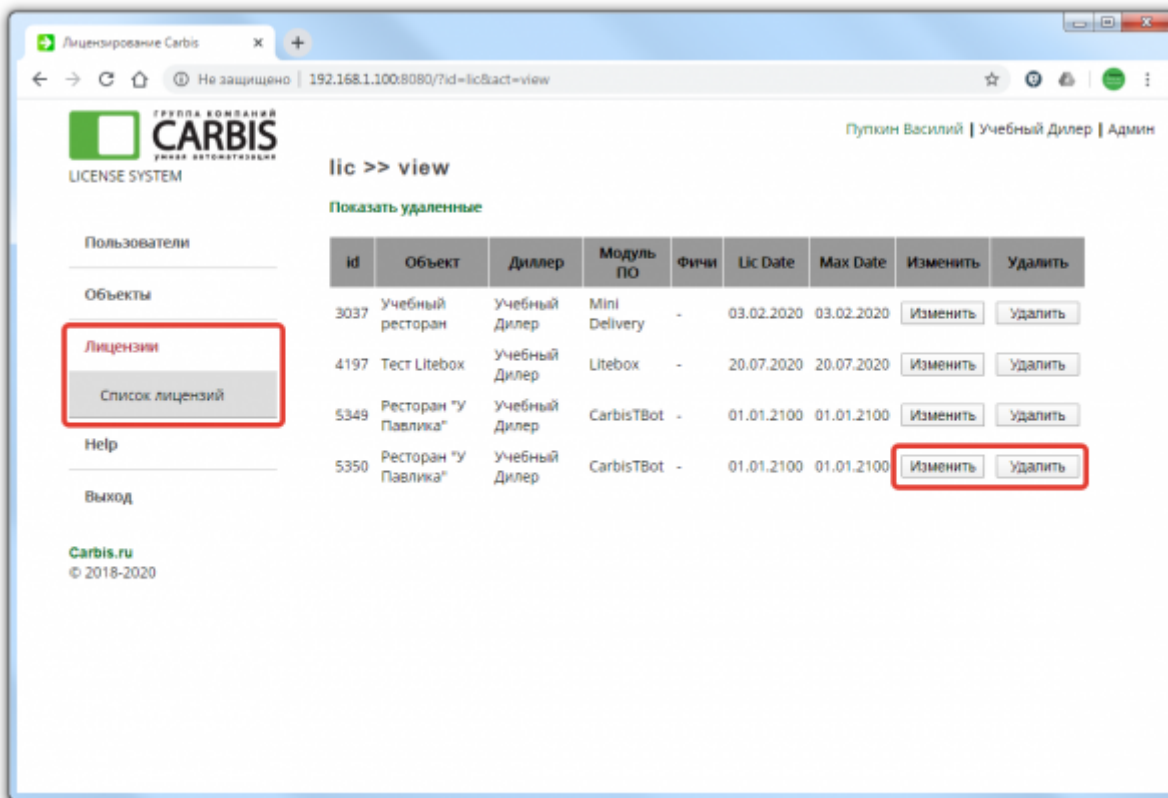 Лицензирование Carbis
Не защищено | 192.168.1.100:8080/?id=lic&act=view
ГРУППА КОМПАНИЙ
CARBIS
умная автоматизация
LICENSE SYSTEM
Пупкин Василий | Учебный Дилер | Админ
lic >> view
Показать удаленные
Пользователи
Объекты
Лицензии
Список лицензий
Help
Выход
Carbis.ru
© 2018-2020
id Объект Диллер Модуль ПО Фичи Lic Date Max Date Изменить Удалить
3037 Учебный ресторан Учебный Дилер Mini Delivery - 03.02.2020 03.02.2020 Изменить Удалить
4197 Тест Litebox Учебный Дилер Litebox - 20.07.2020 20.07.2020 Изменить Удалить
5349 Ресторан "У Павлика" Учебный Дилер CarbisTBot - 01.01.2100 01.01.2100 Изменить Удалить
5350 Ресторан "У Павлика" Учебный Дилер CarbisTBot - 01.01.2100 01.01.2100 Изменить Удалить